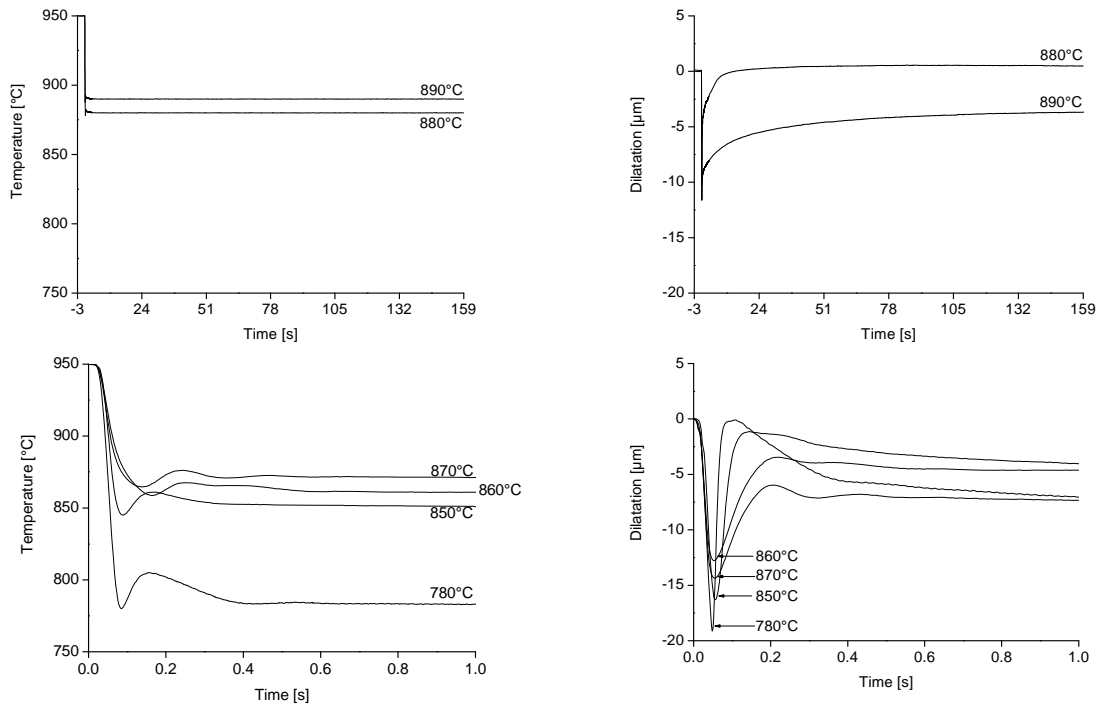 950
900
850
800
750
Temperature [°C]
890°C
880°C
-3 24 51 78 105 132 159
Time [s]
5
0
-5
-10
-15
-20
Dilatation [µm]
880°C
890°C
-3 24 51 78 105 132 159
Time [s]
950
900
850
800
750
Temperature [°C]
870°C
860°C
850°C
780°C
0.0 0.2 0.4 0.6 0.8 1.0
Time [s]
5
0
-5
-10
-15
-20
Dilatation [µm]
860°C
870°C
850°C
780°C
0.0 0.2 0.4 0.6 0.8 1.0
Time [s]